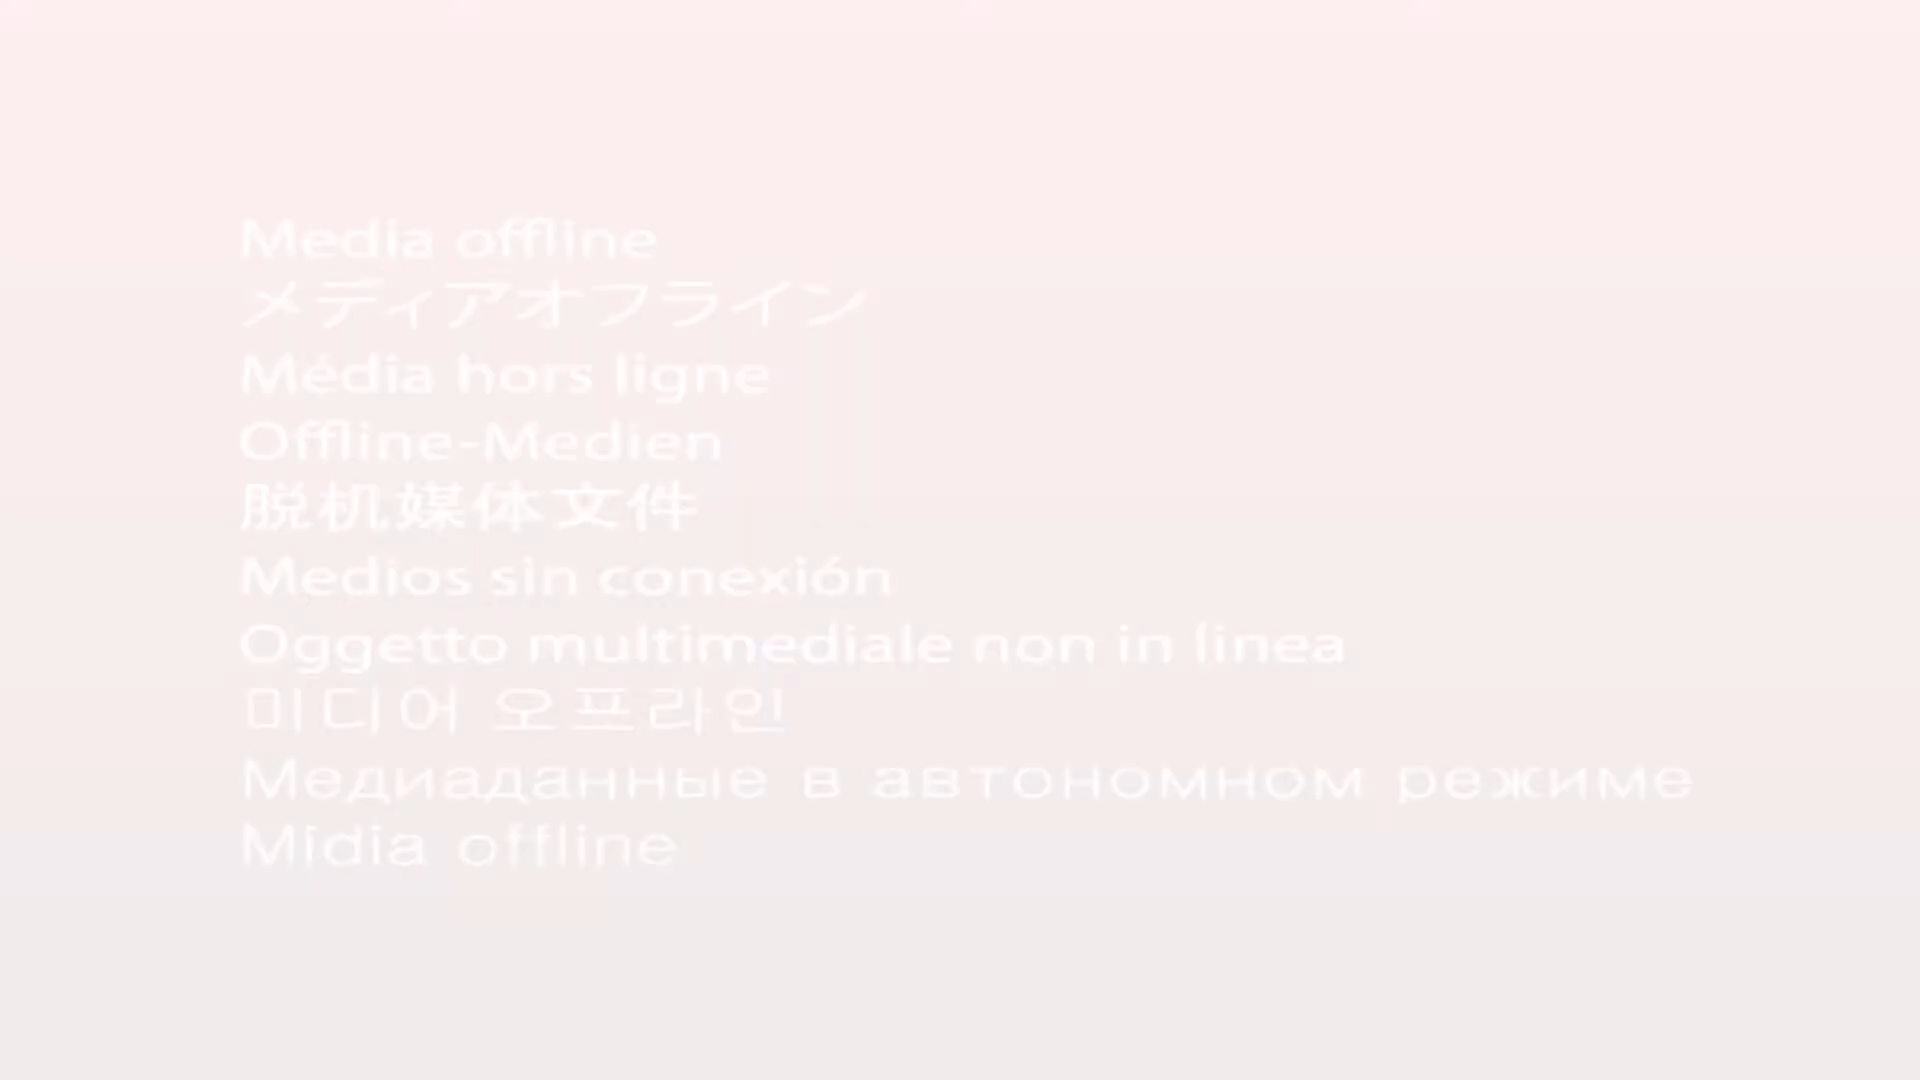 Media offline
メディアオフライン
Média hors ligne
Offline-Medien
脱机媒体文件
Medios sin conexión
Oggetto multimediale non in linea
미디어 오프라인
Медиаданные в автономном режиме
Mídia offline